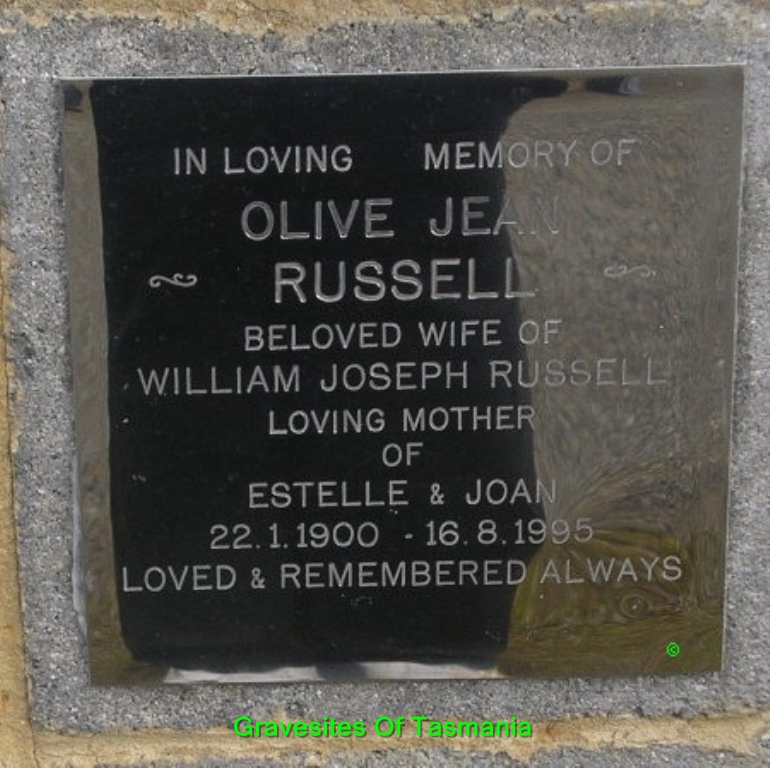 IN LOVING MEMORY OF
OLIVE JEAN
RUSSELL
BELOVED WIFE OF
WILLIAM JOSEPH RUSSELL
LOVING MOTHER
OF
ESTELLE & JOAN
22.1.1900 - 16.8.1995
LOVED & REMEMBERED ALWAYS
©
Gravesites Of Tasmania